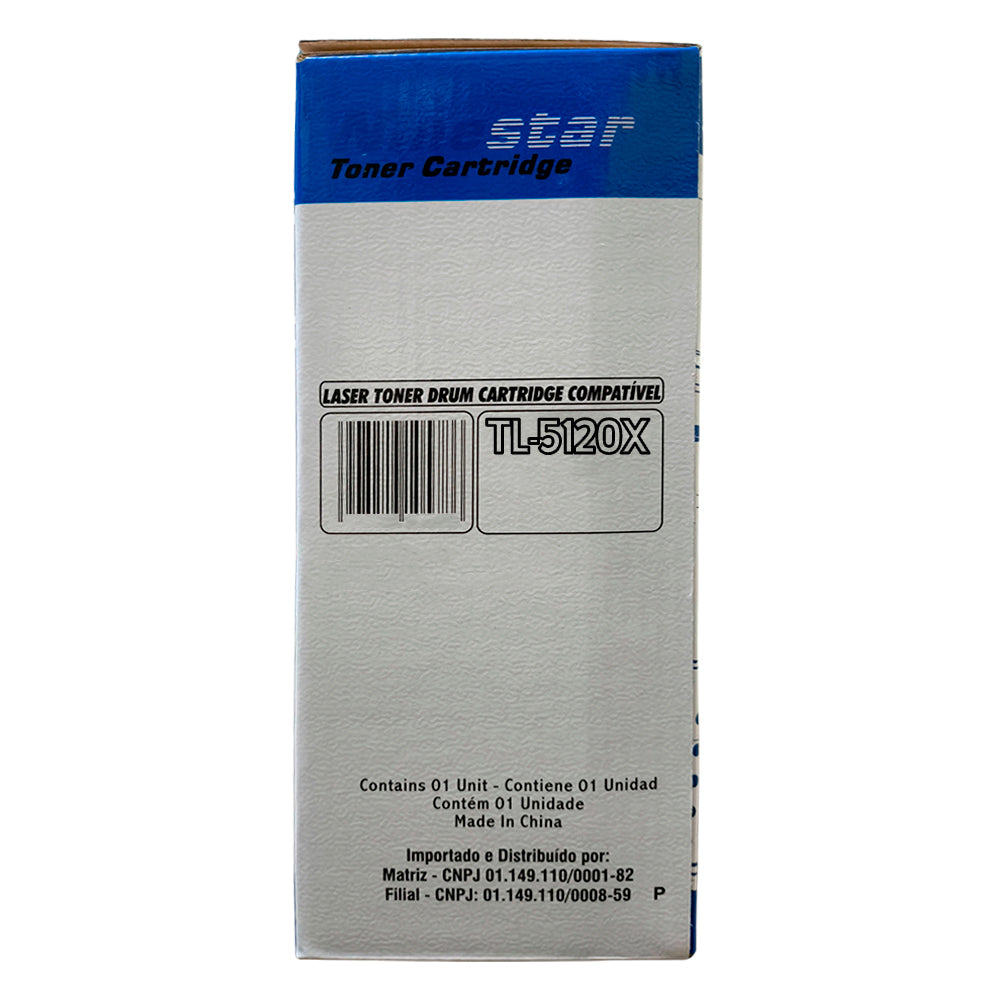 star
Toner Cartridge
LASER TONER DRUM CARTRIDGE COMPATÍVEL
TL-5120X
Contains 01 Unit - Contiene 01 Unidad
Contém 01 Unidade
Made In China
Importado e Distribuído por:
Matriz - CNPJ 01.149.110/0001-82
Filial - CNPJ: 01.149.110/0008-59 P